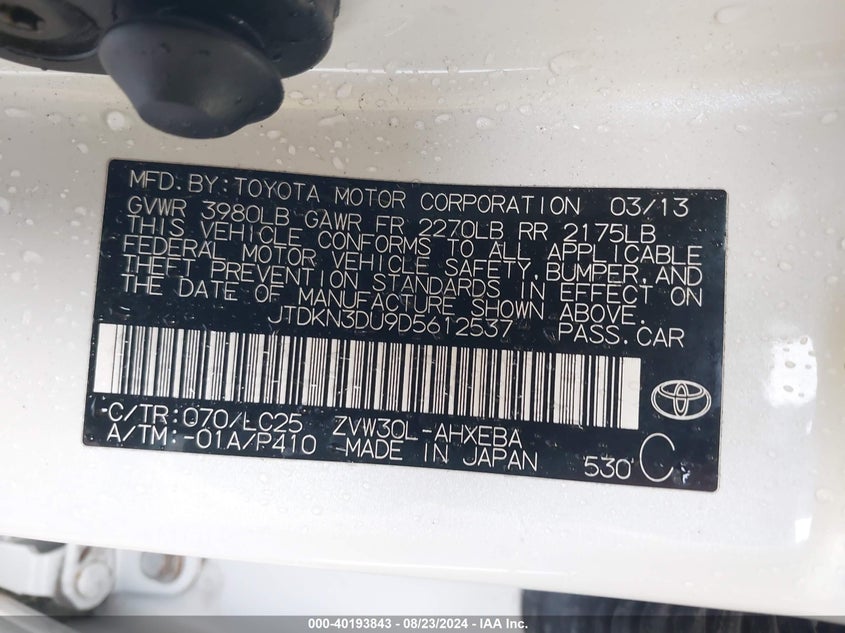 MFD. BY: TOYOTA MOTOR CORPORATION 03/13
GVWR 3980LB GAWR FR 2270LB RR 2175LB
THIS VEHICLE CONFORMS TO ALL APPLICABLE
FEDERAL MOTOR VEHICLE SAFETY, BUMPER, AND
THEFT PREVENTION STANDARDS IN EFFECT ON
THE DATE OF MANUFACTURE SHOWN ABOVE.
JTDKN3DU9D5612537 PASS. CAR
C/TR: 070/LC25 ZVW30L-AHXEBA
A/TM: -01A/P410 -MADE IN JAPAN 530 C
000-40193843 - 08/23/2024 - IAA Inc.